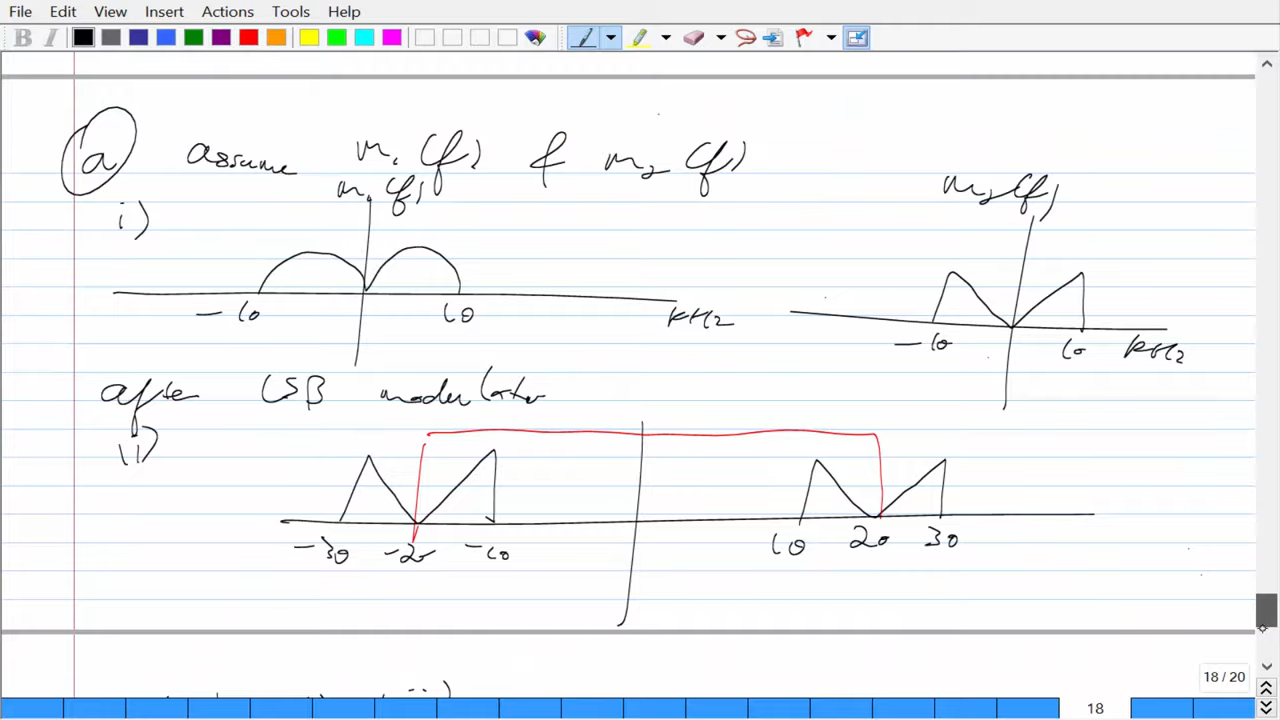 File Edit View Insert Actions Tools Help
B I
a assume m₁(f) & m₂(f)
i) m₁(f) m₂(f)
-10 10 KHz
-10 10 KHz
after LSB modulator
ii)
-30 -20 -10 10 20 30
18 / 20
18